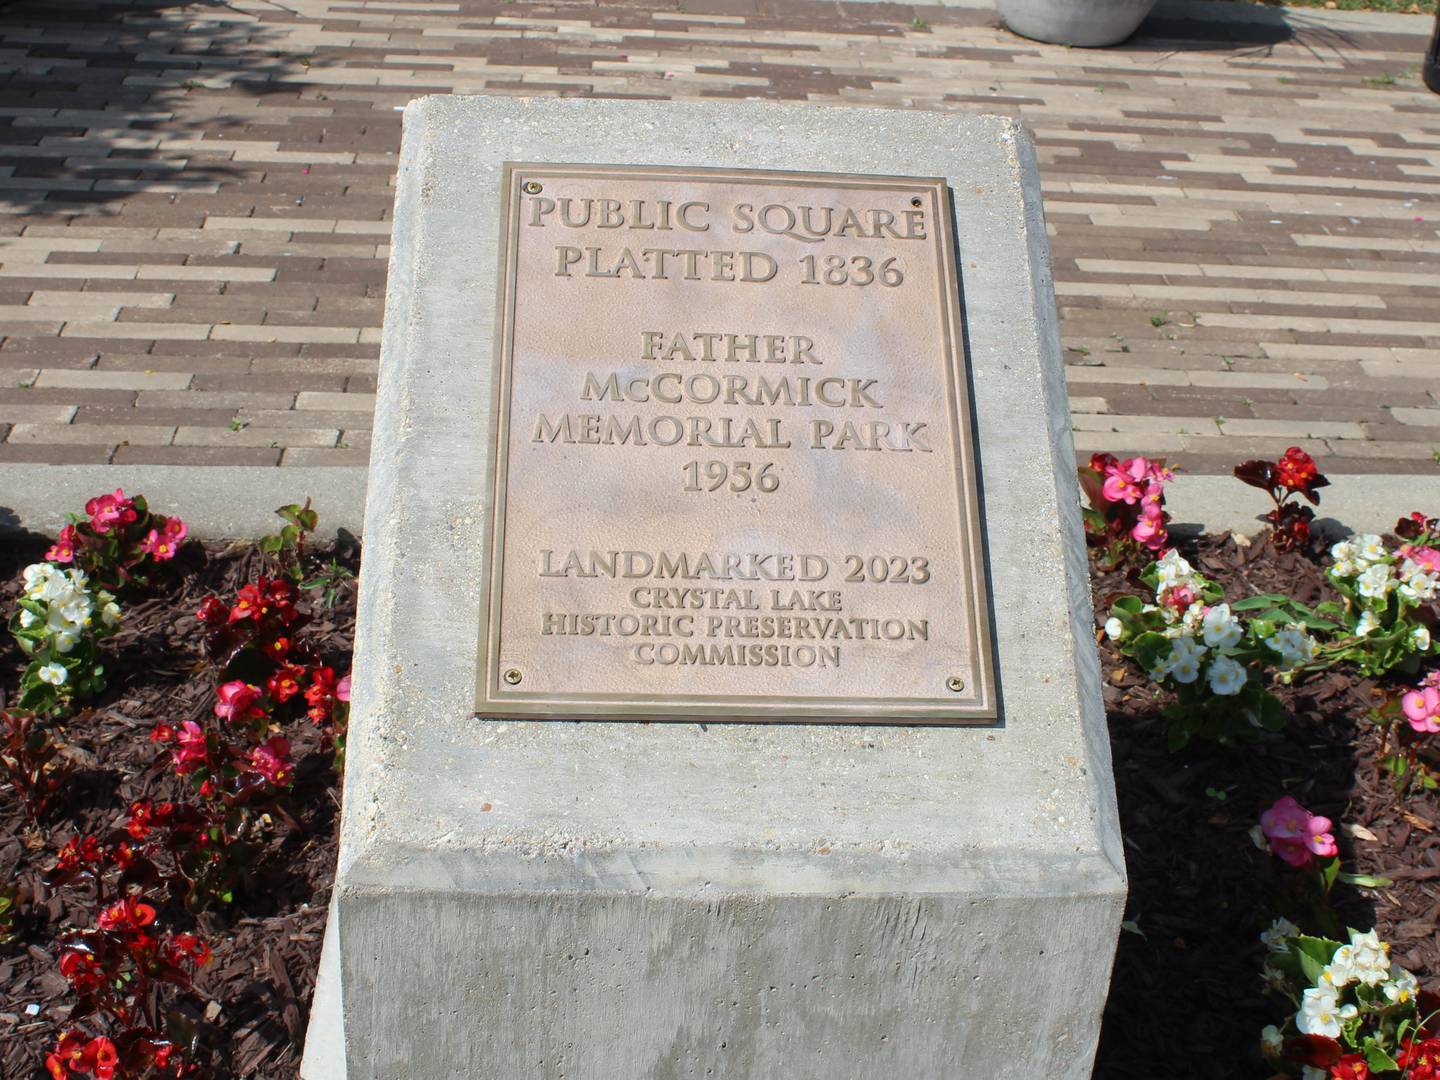 PUBLIC SQUARE
PLATTED 1836
FATHER
McCORMICK
MEMORIAL PARK
1956
LANDMARKED 2023
CRYSTAL LAKE
HISTORIC PRESERVATION
COMMISSION